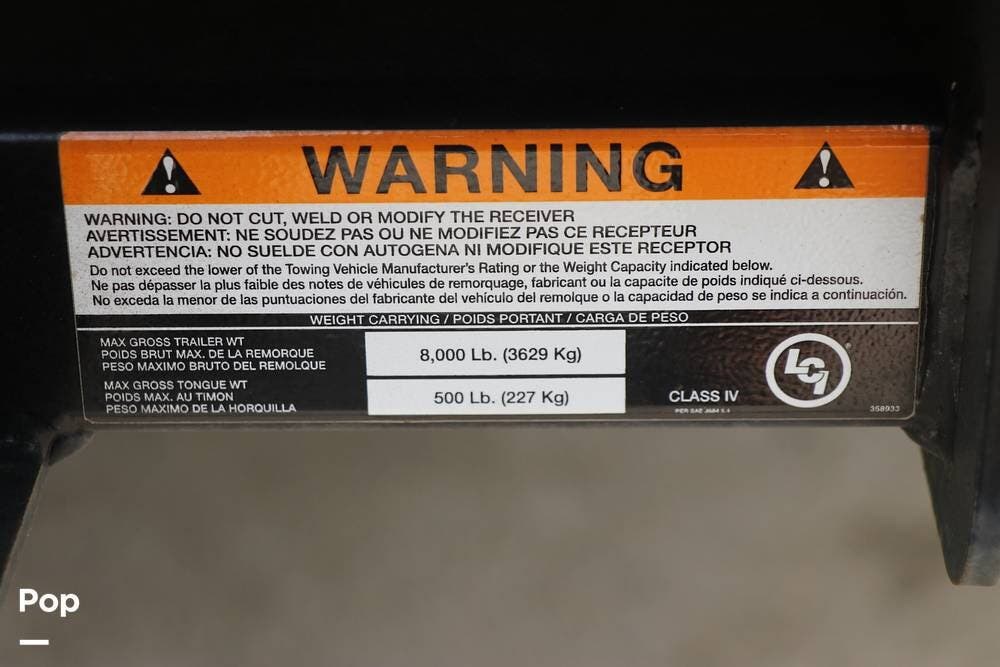 WARNING
WARNING: DO NOT CUT, WELD OR MODIFY THE RECEIVER
AVERTISSEMENT: NE SOUDEZ PAS OU NE MODIFIEZ PAS CE RECEPTEUR
ADVERTENCIA: NO SUELDE CON AUTOGENA NI MODIFIQUE ESTE RECEPTOR
Do not exceed the lower of the Towing Vehicle Manufacturer's Rating or the Weight Capacity indicated below.
Ne pas dépasser la plus faible des notes de véhicules de remorquage, fabricant ou la capacite de poids indiqué ci-dessous.
No exceda la menor de las puntuaciones del fabricante del vehículo del remolque o la capacidad de peso se indica a continuación.
WEIGHT CARRYING / POIDS PORTANT / CARGA DE PESO
MAX GROSS TRAILER WT
POIDS BRUT MAX. DE LA REMORQUE
PESO MAXIMO BRUTO DEL REMOLQUE
8,000 Lb. (3629 Kg)
MAX GROSS TONGUE WT
POIDS MAX. AU TIMON
PESO MAXIMO DE LA HORQUILLA
500 Lb. (227 Kg)
CLASS IV
PER SAE J684 5.4
LCI
358933
Pop